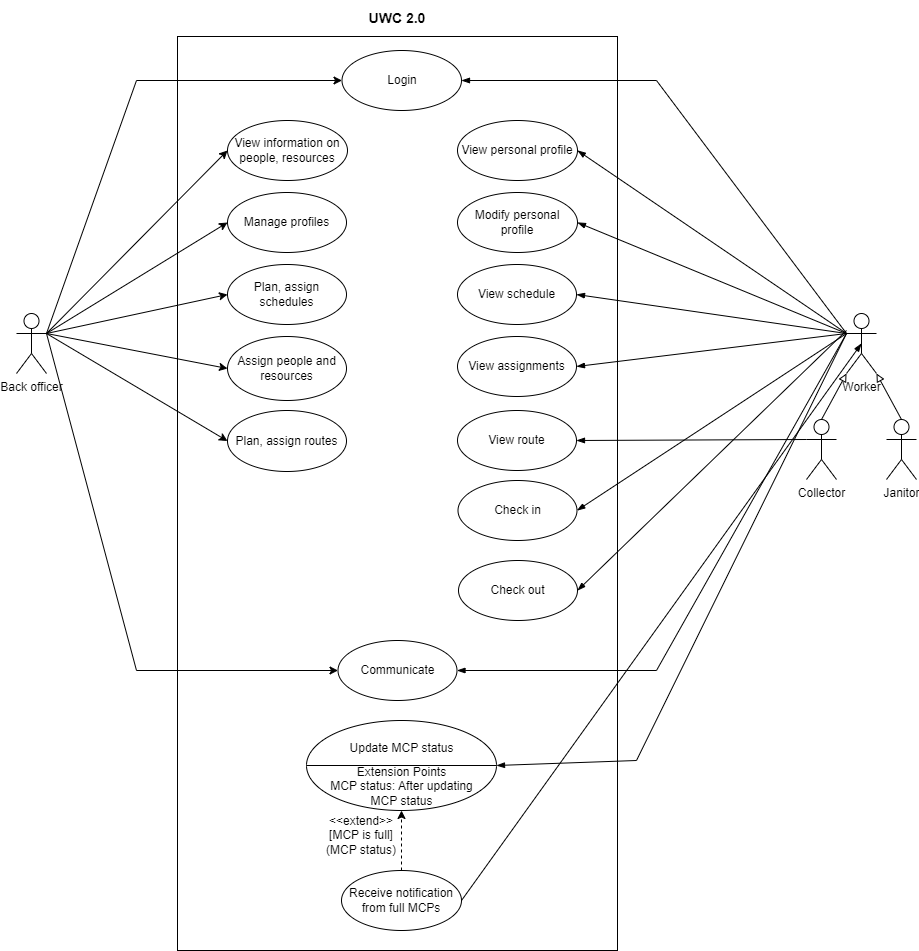 UWC 2.0
Login
View information on
people, resources
View personal profile
Manage profiles
Modify personal
profile
Plan, assign
schedules
View schedule
Back officer
Assign people and
resources
View assignments
Worker
Plan, assign routes
View route
Collector
Janitor
Check in
Check out
Communicate
Update MCP status
Extension Points
MCP status: After updating
MCP status
<<extend>>
[MCP is full]
(MCP status)
Receive notification
from full MCPs